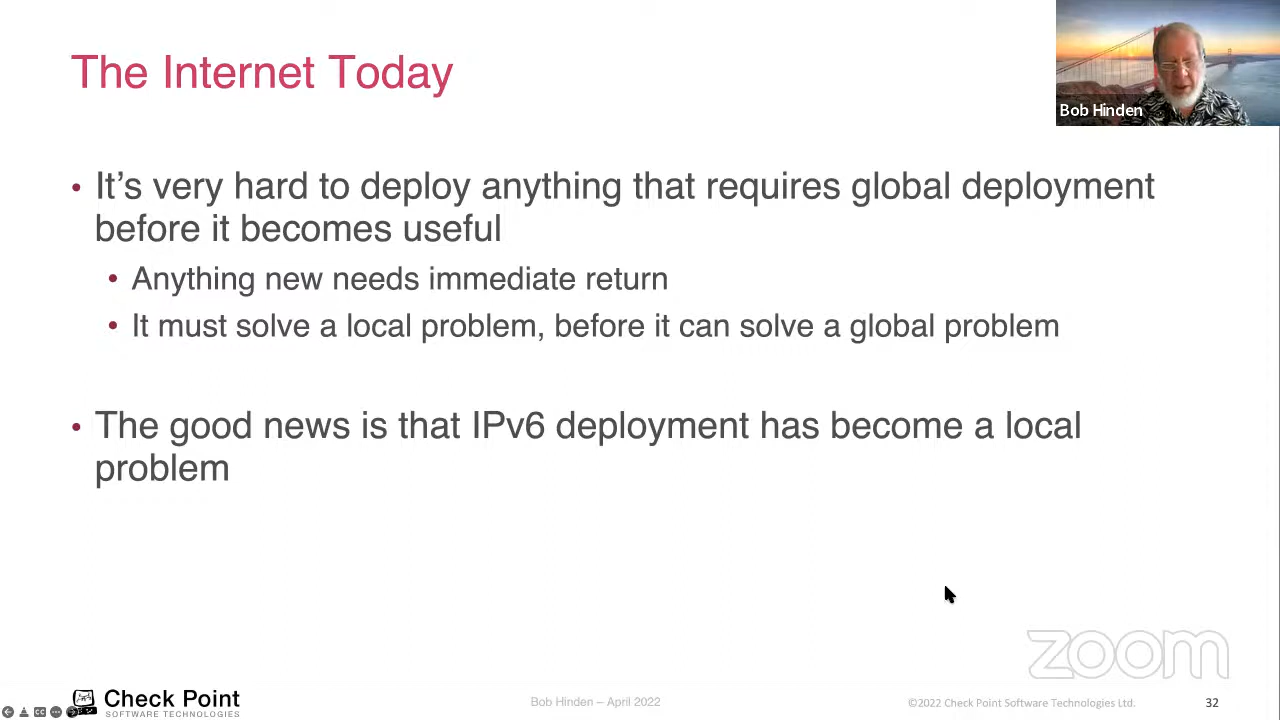 The Internet Today
Bob Hinden
• It's very hard to deploy anything that requires global deployment
before it becomes useful
• Anything new needs immediate return
• It must solve a local problem, before it can solve a global problem
• The good news is that IPv6 deployment has become a local
problem
zoom
Check Point
SOFTWARE TECHNOLOGIES
Bob Hinden – April 2022
©2022 Check Point Software Technologies Ltd.
32